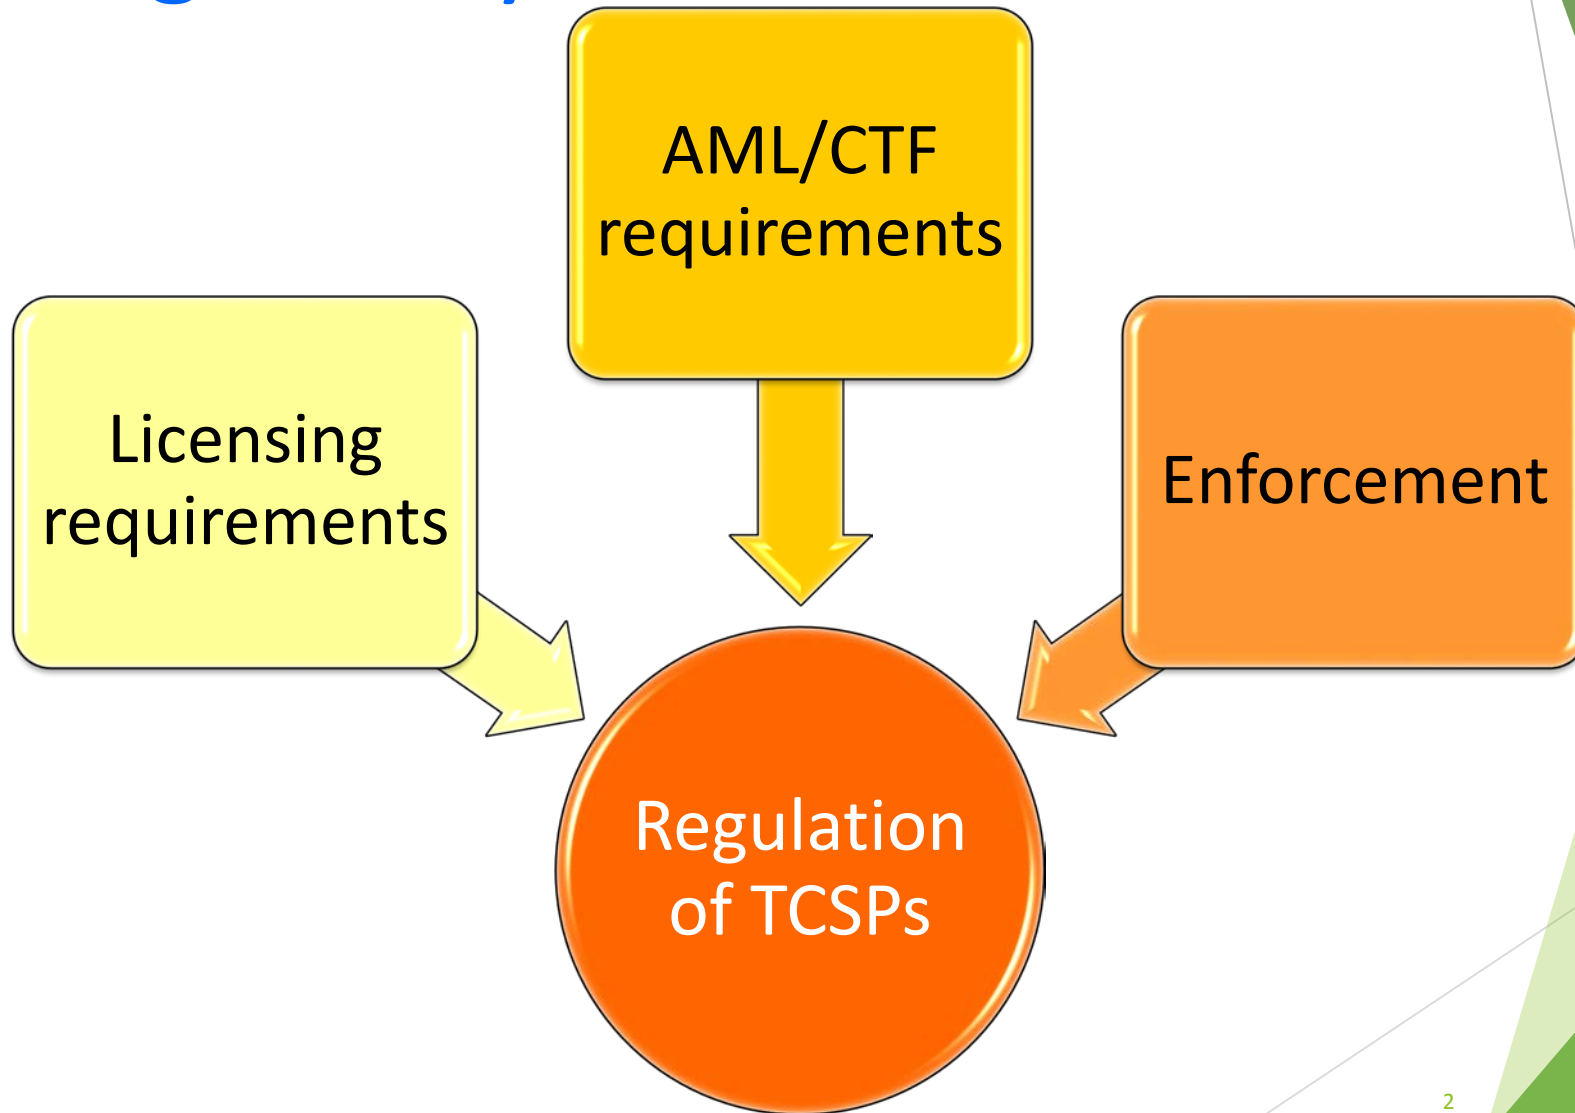 AML/CTF
requirements
Licensing
requirements
Enforcement
Regulation
of TCSPs
2